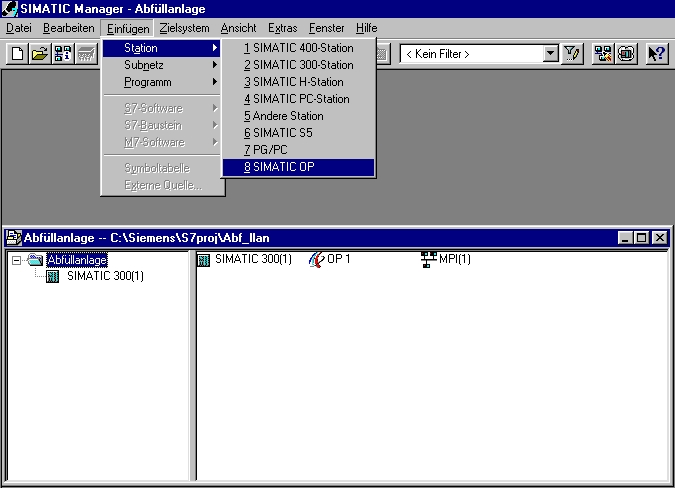 SIMATIC Manager - Abfüllanlage
Datei Bearbeiten Einfügen Zielsystem Ansicht Extras Fenster Hilfe
Station
Subnetz
Programm
S7-Software
S7-Baustein
M7-Software
Symboltabelle
Externe Quelle...
1 SIMATIC 400-Station
2 SIMATIC 300-Station
3 SIMATIC H-Station
4 SIMATIC PC-Station
5 Andere Station
6 SIMATIC S5
7 PG/PC
8 SIMATIC OP
< Kein Filter >
Abfüllanlage -- C:\Siemens\S7proj\Abf_llan
Abfüllanlage
SIMATIC 300(1)
SIMATIC 300(1) OP 1 MPI(1)